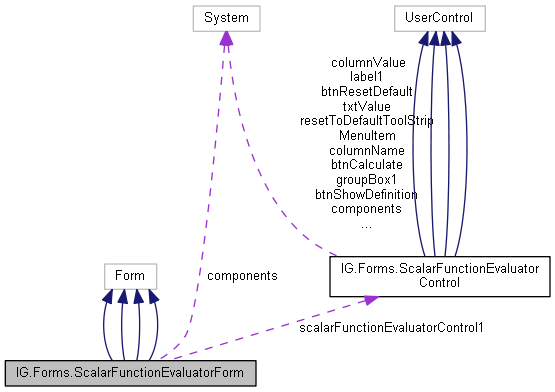 System
UserControl
columnValue
label1
btnResetDefault
txtValue
resetToDefaultToolStrip
MenuItem
columnName
btnCalculate
groupBox1
btnShowDefinition
components
...
Form
components
IG.Forms.ScalarFunctionEvaluator
Control
scalarFunctionEvaluatorControl1
IG.Forms.ScalarFunctionEvaluatorForm